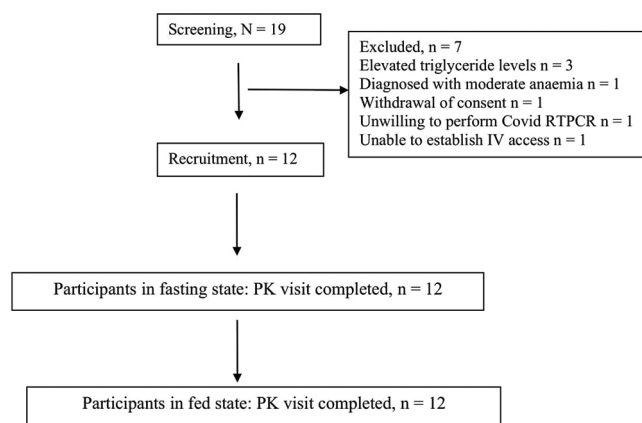 Screening, N = 19
Excluded, n = 7
Elevated triglyceride levels n = 3
Diagnosed with moderate anaemia n = 1
Withdrawal of consent n = 1
Unwilling to perform Covid RTPCR n = 1
Unable to establish IV access n = 1
Recruitment, n = 12
Participants in fasting state: PK visit completed, n = 12
Participants in fed state: PK visit completed, n = 12